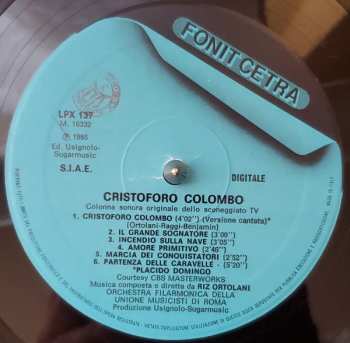 FONIT CETRA
LPX 137
M. 16332
℗ 1985
Ed. Usignolo-
Sugarmusic
S.I.A.E.
DIGITALE
CRISTOFORO COLOMBO
Colonna sonora originale dello sceneggiato TV
1. CRISTOFORO COLOMBO (4'02'') (Versione cantata)*
(Ortolani-Raggi-Benjamin)
2. IL GRANDE SOGNATORE (3'00'')
3. INCENDIO SULLA NAVE (3'05'')
4. AMORE PRIMITIVO (2'46'')
5. MARCIA DEI CONQUISTATORI (2'52'')
6. PARTENZA DELLE CARAVELLE - (5'20'')
*PLACIDO DOMINGO
Courtesy CBS MASTERWORKS
Musica composta e diretta da RIZ ORTOLANI
ORCHESTRA FILARMONICA DELLA
UNIONE MUSICISTI DI ROMA
Produzione Usignolo-Sugarmusic